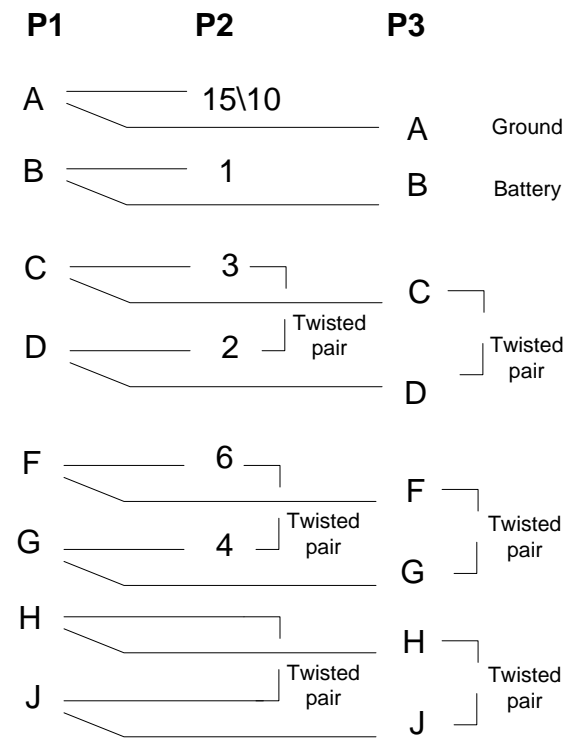 P1 P2 P3
A 15\10
A Ground
B 1
B Battery
C 3
C
Twisted
pair
D 2
Twisted
pair
D
F 6
F
Twisted
pair
G 4
Twisted
pair
G
H
H
Twisted
pair
Twisted
pair
J
J